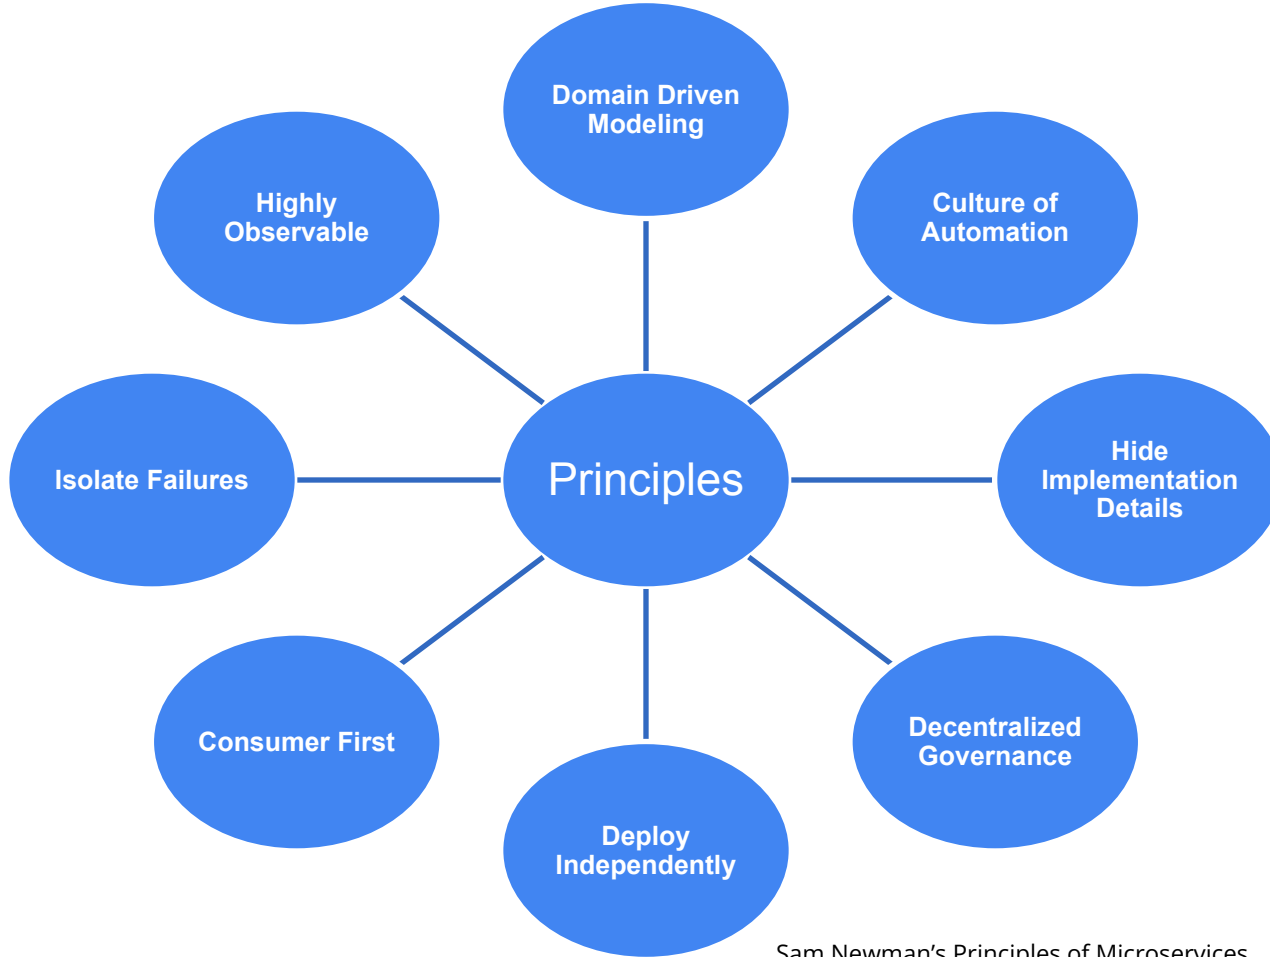 Domain Driven
Modeling
Culture of
Automation
Hide
Implementation
Details
Decentralized
Governance
Deploy
Independently
Consumer First
Isolate Failures
Highly
Observable
Principles
Sam Newman’s Principles of Microservices